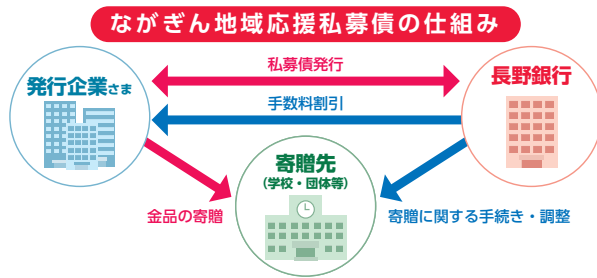 ながぎん地域応援私募債の仕組み
私募債発行
発行企業さま
長野銀行
手数料割引
寄贈先
(学校・団体等)
金品の寄贈
寄贈に関する手続き・調整